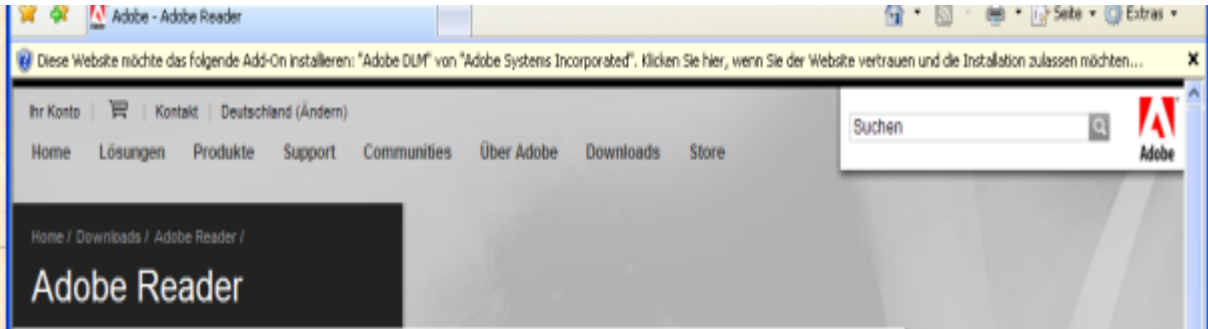 Adobe - Adobe Reader
Seite Extras
Diese Website möchte das folgende Add-On installieren: "Adobe DLM" von "Adobe Systems Incorporated". Klicken Sie hier, wenn Sie der Website vertrauen und die Installation zulassen möchten...
Ihr Konto | Kontakt | Deutschland (Ändern)
Suchen
Home Lösungen Produkte Support Communities Über Adobe Downloads Store
Adobe
Home / Downloads / Adobe Reader /
Adobe Reader